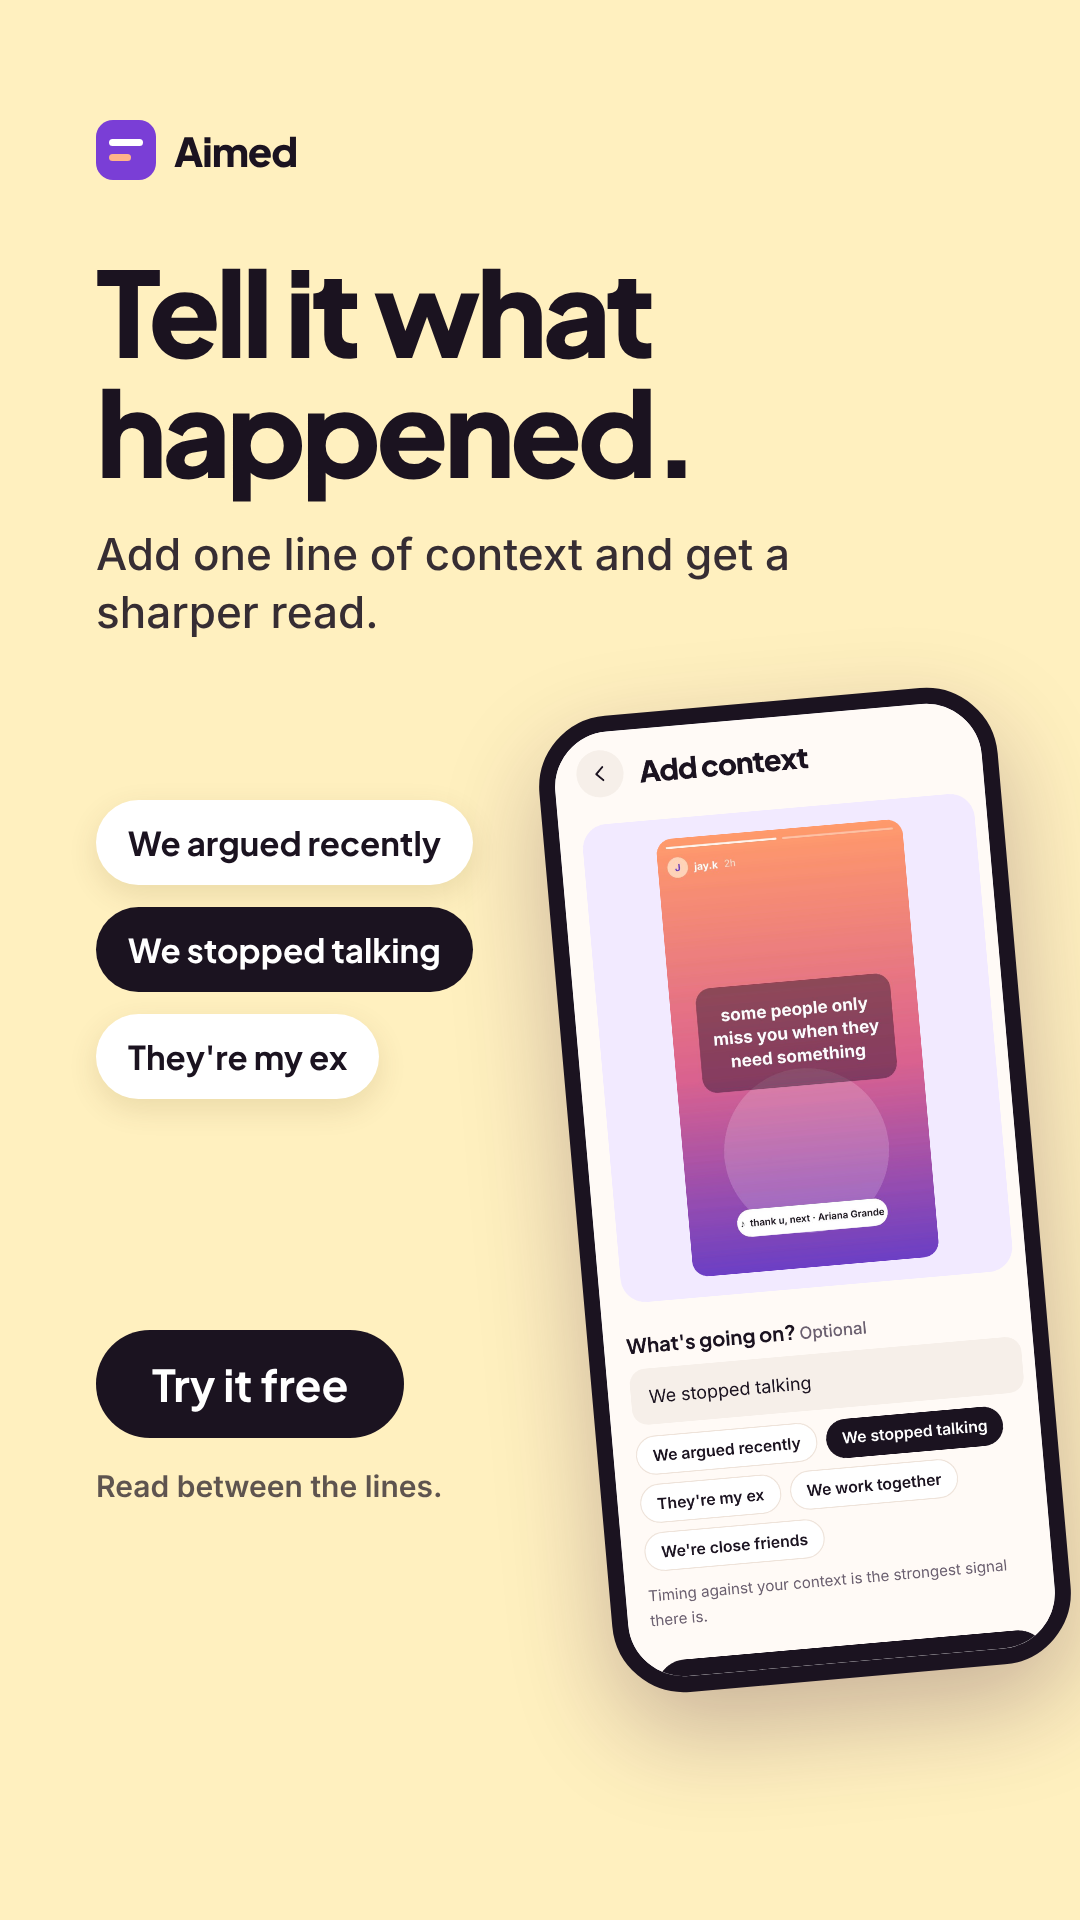 Aimed
Tell it what
happened.
Add one line of context and get a
sharper read.
We argued recently
We stopped talking
They're my ex
Try it free
Read between the lines.
Add context
J jay.k 2h
some people only
miss you when they
need something
♪ thank u, next · Ariana Grande
What's going on? Optional
We stopped talking
We argued recently
We stopped talking
They're my ex
We work together
We're close friends
Timing against your context is the strongest signal
there is.